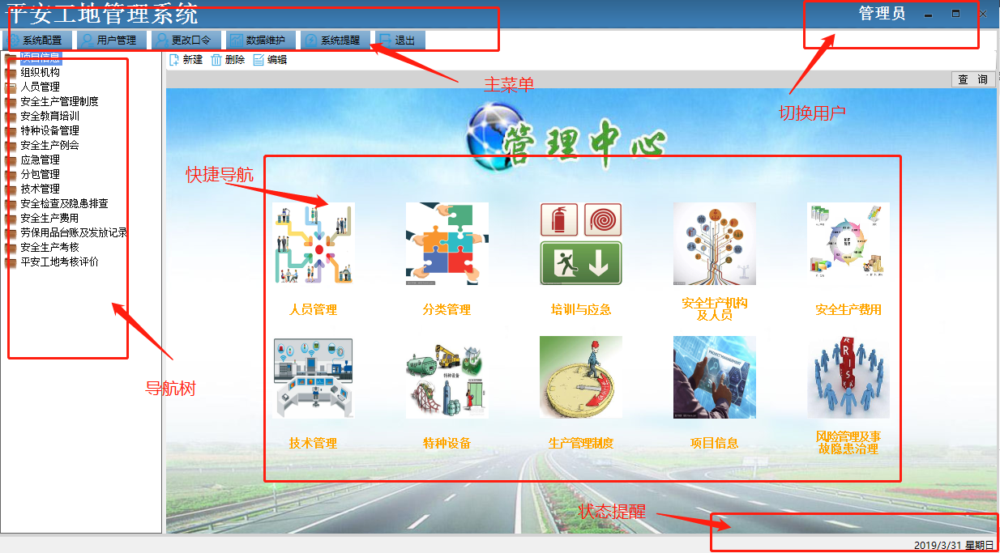 平安工地管理系统
管理员
系统配置
用户管理
更改口令
数据维护
系统提醒
退出
项目信息
组织机构
人员管理
安全生产管理制度
安全教育培训
特种设备管理
安全生产例会
应急管理
分包管理
技术管理
安全检查及隐患排查
安全生产费用
劳保用品台账及发放记录
安全生产考核
平安工地考核评价
新建
删除
编辑
主菜单
切换用户
查 询
管理中心
快捷导航
人员管理
分类管理
培训与应急
安全生产机构
及人员
安全生产费用
特种设备
PROJECT MANAGEMENT
RISK
技术管理
特种设备
生产管理制度
项目信息
风险管理及事
故隐患治理
导航树
状态提醒
2019/3/31 星期日